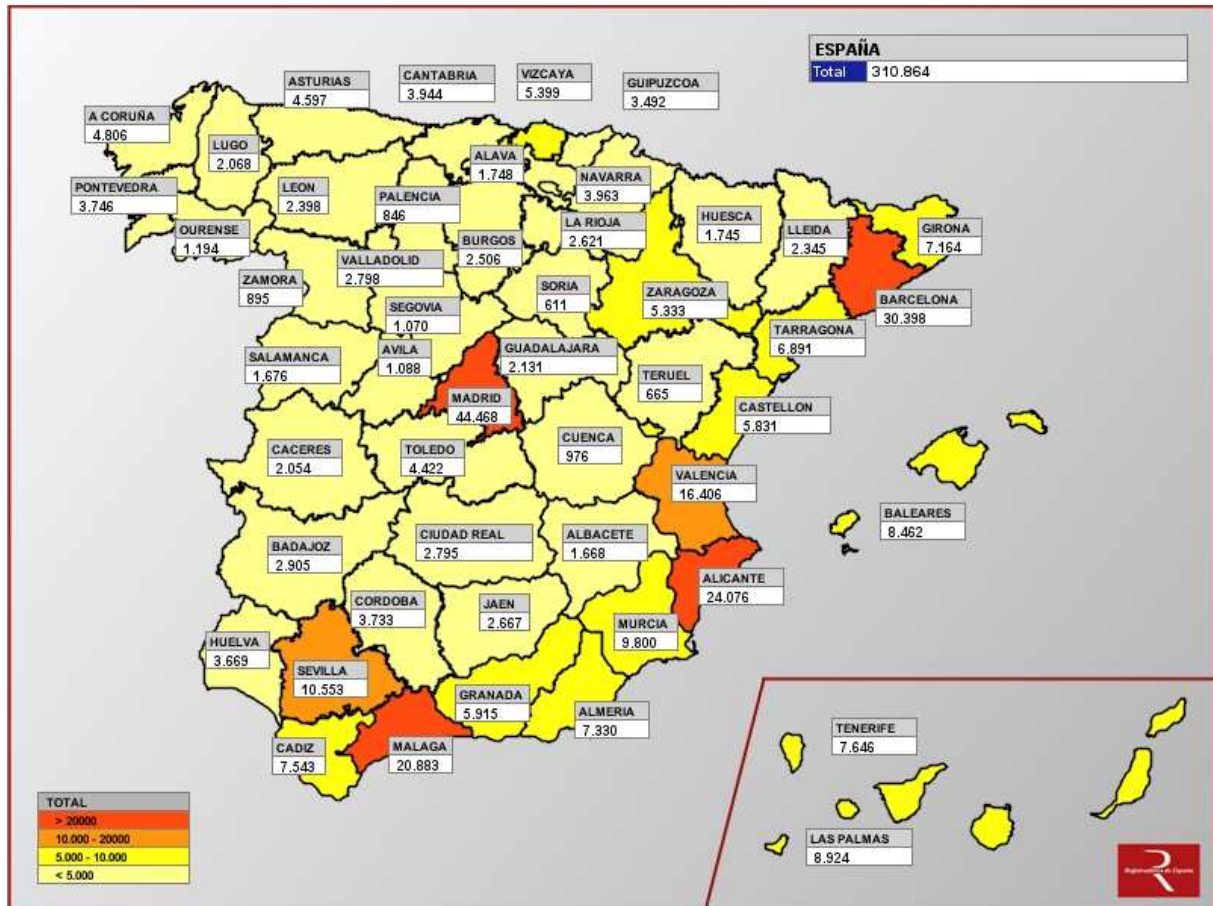 ESPAÑA
Total 310.864
ASTURIAS
4.597
CANTABRIA
3.944
VIZCAYA
5.399
GUIPUZCOA
3.492
A CORUÑA
4.806
LUGO
2.068
ALAVA
1.748
NAVARRA
3.963
PONTEVEDRA
3.746
LEON
2.398
PALENCIA
846
LA RIOJA
2.621
HUESCA
1.745
LLEIDA
2.345
GIRONA
7.164
OURENSE
1.194
BURGOS
2.506
VALLADOLID
2.798
ZAMORA
895
SORIA
611
ZARAGOZA
5.333
BARCELONA
30.398
SEGOVIA
1.070
TARRAGONA
6.891
SALAMANCA
1.676
AVILA
1.088
GUADALAJARA
2.131
TERUEL
665
MADRID
44.468
CASTELLON
5.831
CACERES
2.054
TOLEDO
4.422
CUENCA
976
VALENCIA
16.406
BALEARES
8.462
BADAJOZ
2.905
CIUDAD REAL
2.795
ALBACETE
1.668
ALICANTE
24.076
CORDOBA
3.733
JAEN
2.667
MURCIA
9.800
HUELVA
3.669
SEVILLA
10.553
GRANADA
5.915
ALMERIA
7.330
CADIZ
7.543
MALAGA
20.883
TENERIFE
7.646
LAS PALMAS
8.924
TOTAL
> 20000
10.000 - 20000
5.000 - 10.000
< 5.000
Registradores de España